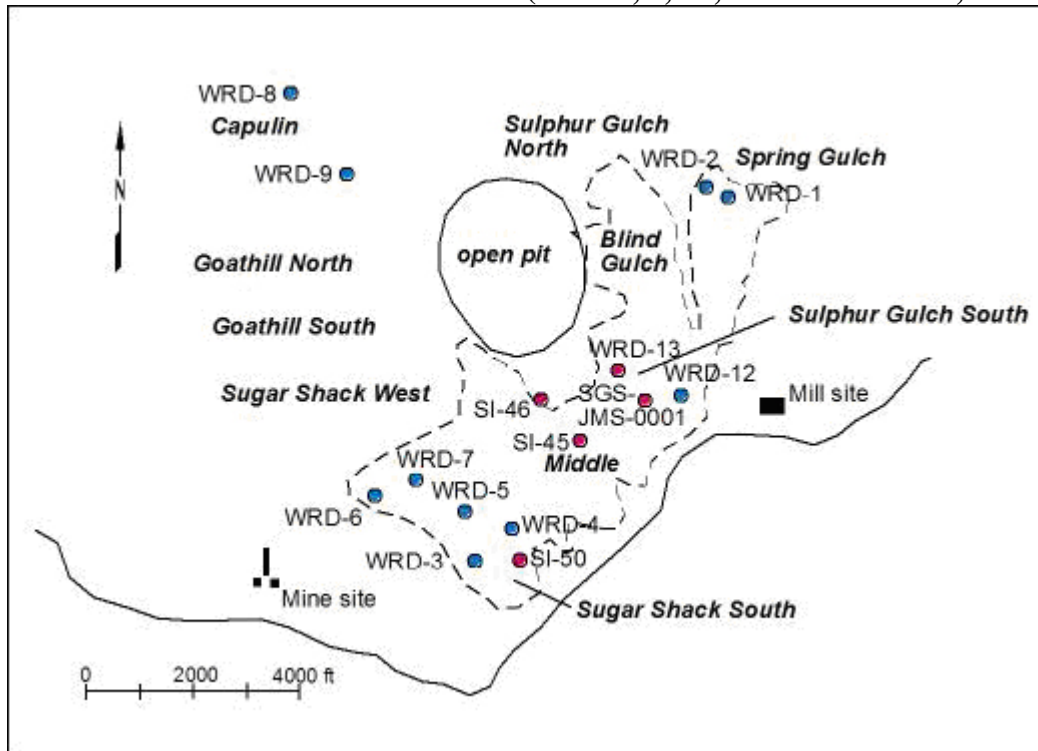 WRD-8
Capulin
Sulphur Gulch
North
WRD-2
Spring Gulch
WRD-9
WRD-1
N
open pit
Blind
Gulch
Goathill North
Goathill South
Sulphur Gulch South
WRD-13
WRD-12
Sugar Shack West
Mill site
SI-46
SGS-
JMS-0001
SI-45
Middle
WRD-7
WRD-5
WRD-6
WRD-4
WRD-3
SI-50
Mine site
Sugar Shack South
0 2000 4000 ft